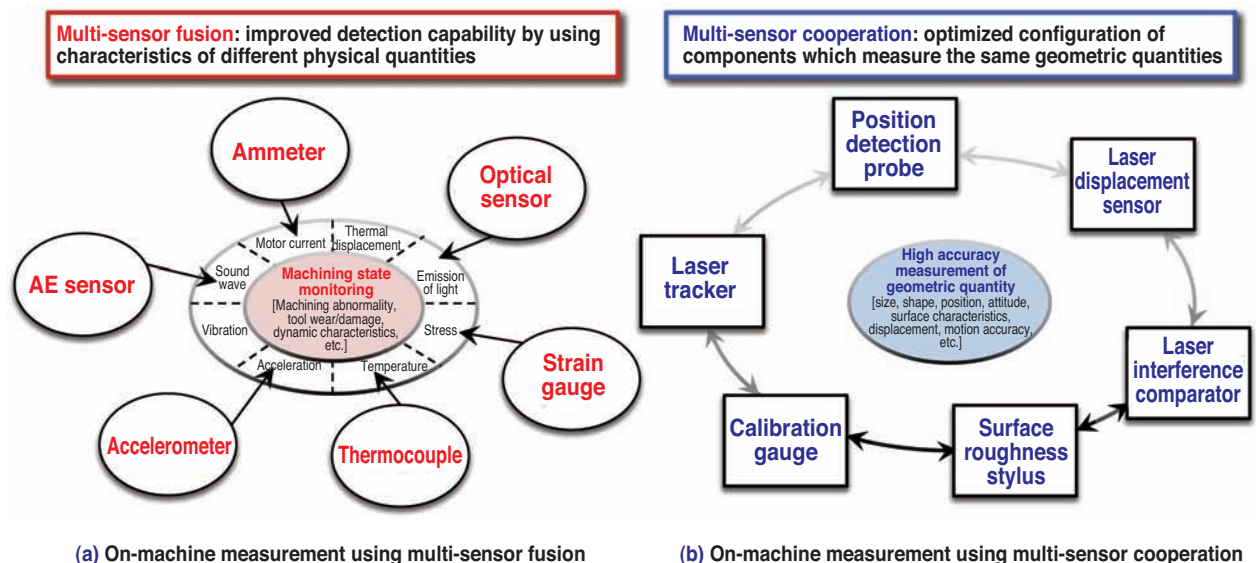 Multi-sensor fusion: improved detection capability by using
characteristics of different physical quantities
Ammeter
Optical
sensor
AE sensor
Motor current
Thermal
displacement
Sound
wave
Emission
of light
Machining state
monitoring
[Machining abnormality,
tool wear/damage,
dynamic characteristics,
etc.]
Vibration
Stress
Acceleration
Temperature
Strain
gauge
Accelerometer
Thermocouple
(a) On-machine measurement using multi-sensor fusion
Multi-sensor cooperation: optimized configuration of
components which measure the same geometric quantities
Position
detection
probe
Laser
displacement
sensor
Laser
tracker
High accuracy
measurement of
geometric quantity
[size, shape, position, attitude,
surface characteristics,
displacement, motion accuracy,
etc.]
Laser
interference
comparator
Calibration
gauge
Surface
roughness
stylus
(b) On-machine measurement using multi-sensor cooperation